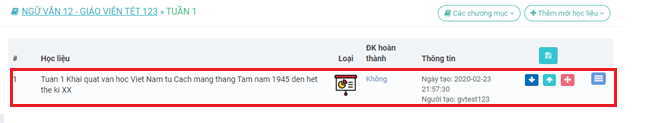 NGỮ VĂN 12 - GIÁO VIÊN TÉT 123 » TUẦN 1
Các chương mục
+ Thêm mới học liệu
# Học liệu Loại ĐK hoàn thành Thông tin
1 Tuan 1 Khai quat van hoc Viet Nam tu Cach mang thang Tam nam 1945 den het
the ki XX
Không
Ngày tạo: 2020-02-23
21:57:30
Người tạo: gvtest123